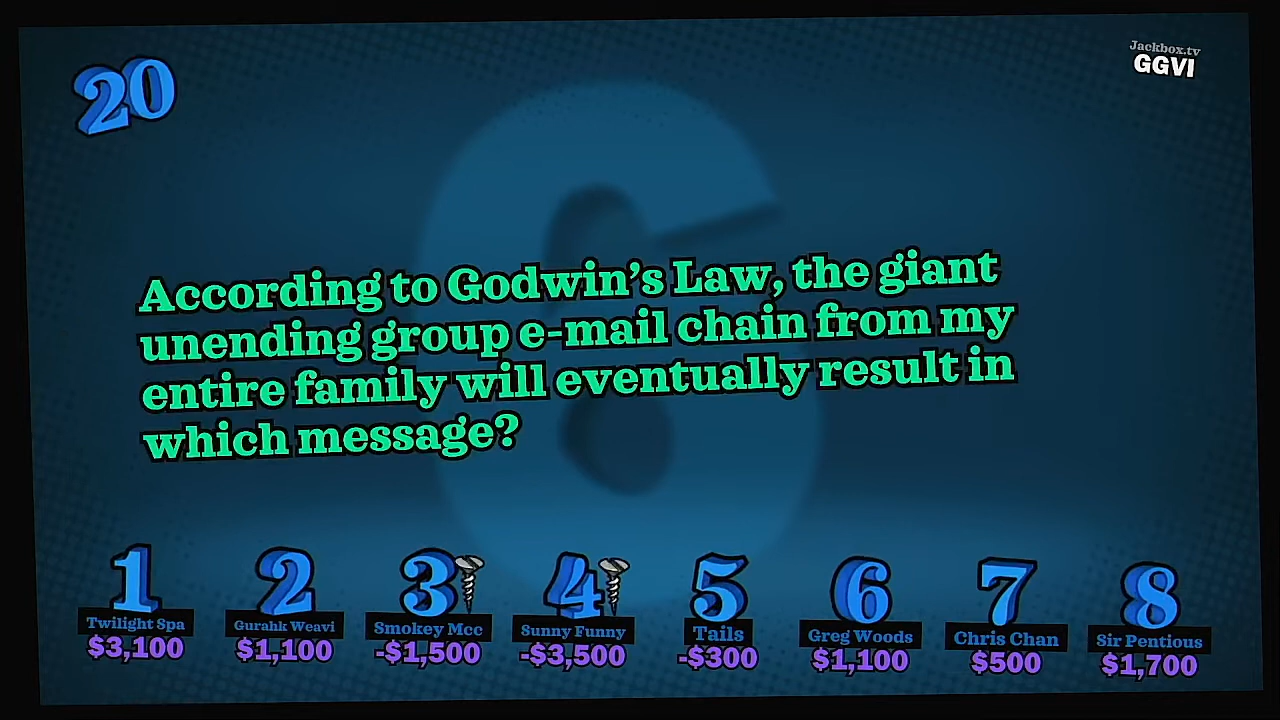 20
Jackbox.tv
GGVI
According to Godwin's Law, the giant
unending group e-mail chain from my
entire family will eventually result in
which message?
1 2 3 4 5 6 7 8
Twilight Spa Gurahk Weavi Smokey Mcc Sunny Funny Tails Greg Woods Chris Chan Sir Pentious
$3,100 $1,100 -$1,500 -$3,500 -$300 $1,100 $500 $1,700